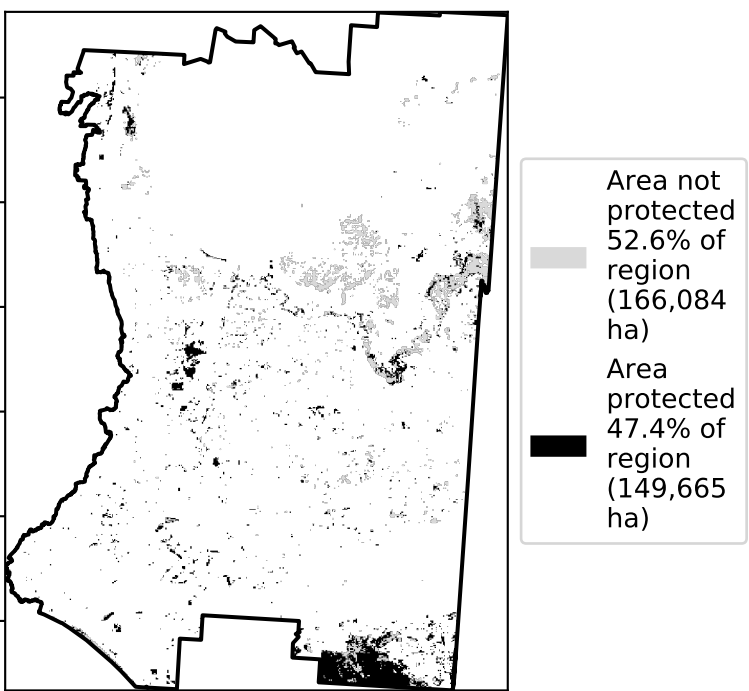 Area not
protected
52.6% of
region
(166,084
ha)
Area
protected
47.4% of
region
(149,665
ha)